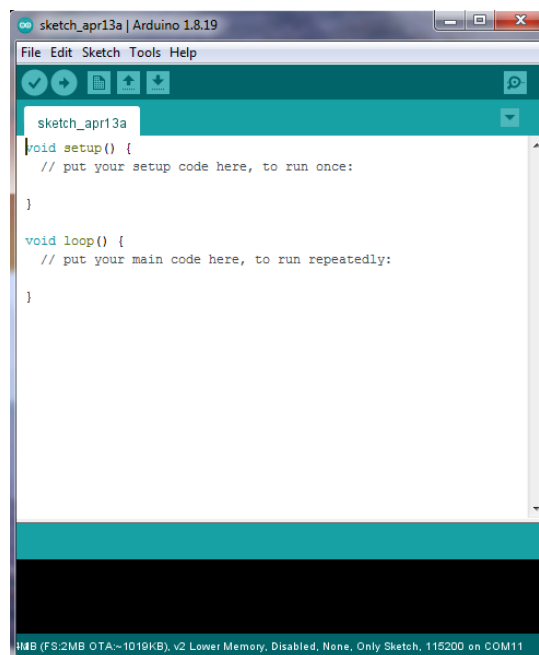 sketch_apr13a | Arduino 1.8.19
File Edit Sketch Tools Help
sketch_apr13a
void setup() {
  // put your setup code here, to run once:
}
void loop() {
  // put your main code here, to run repeatedly:
}
(FS:2MB OTA:~1019KB), v2 Lower Memory, Disabled, None, Only Sketch, 115200 on COM11